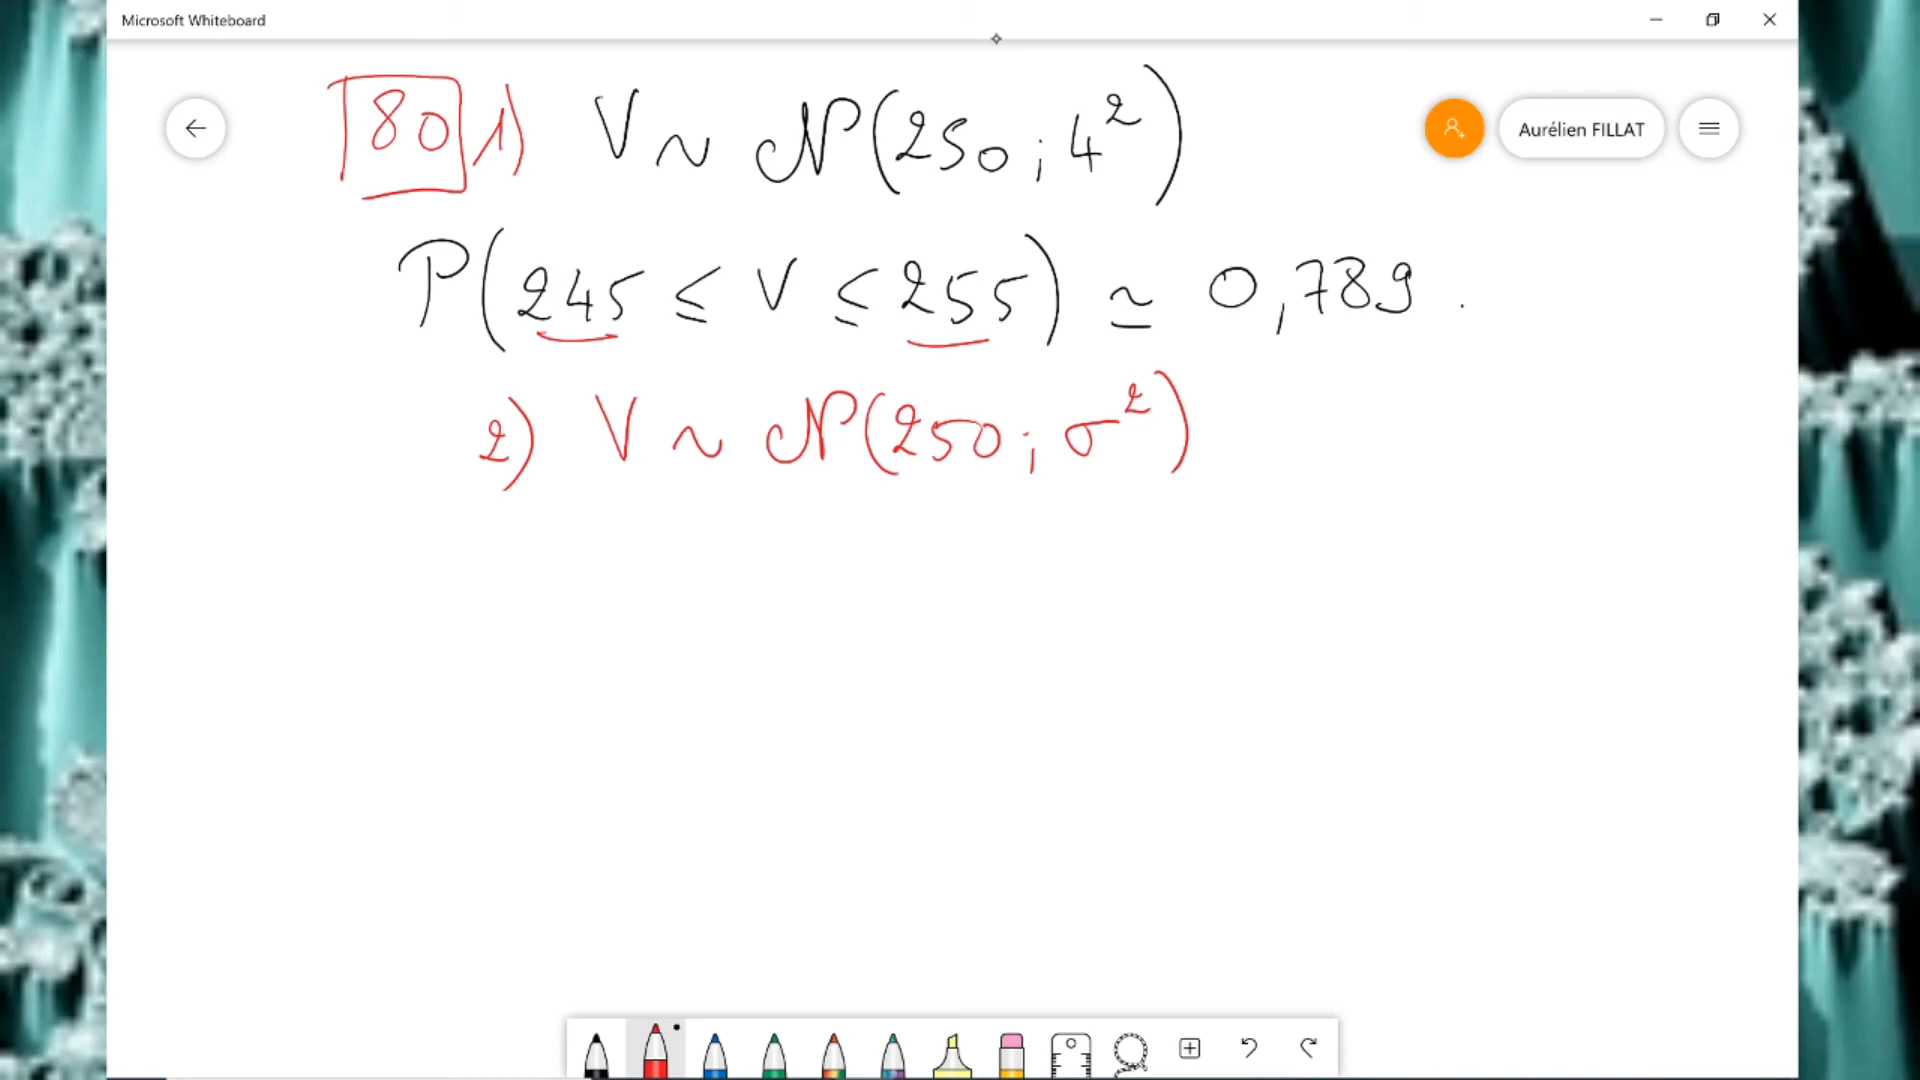 Microsoft Whiteboard
80 1) V ~ N(250 ; 4²)
Aurélien FILLAT
P(245 ≤ V ≤ 255) ≃ 0,789 .
2) V ~ N(250 ; σ²)